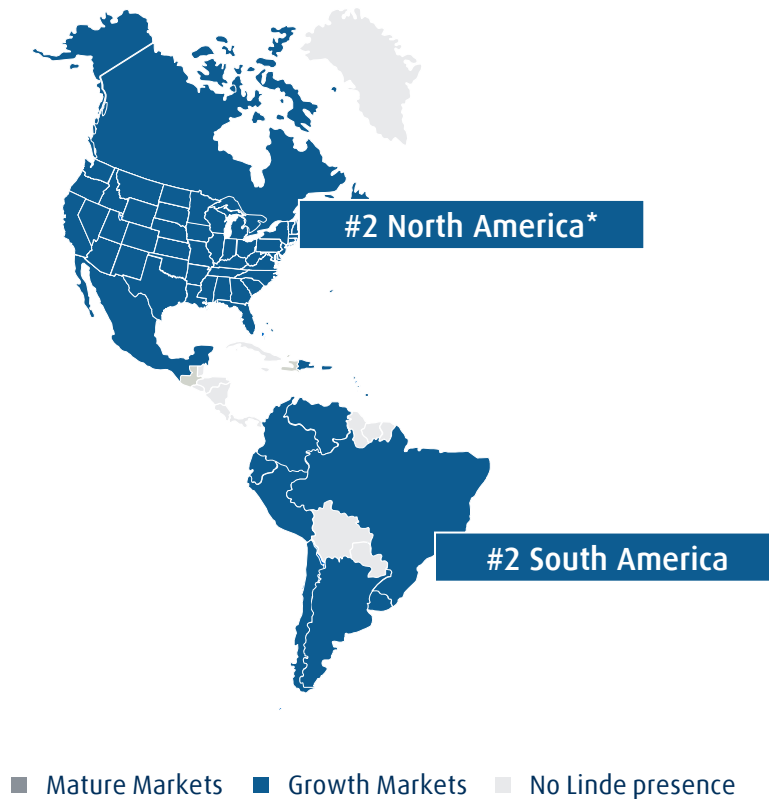 #2 North America*
#2 South America
Mature Markets Growth Markets No Linde presence